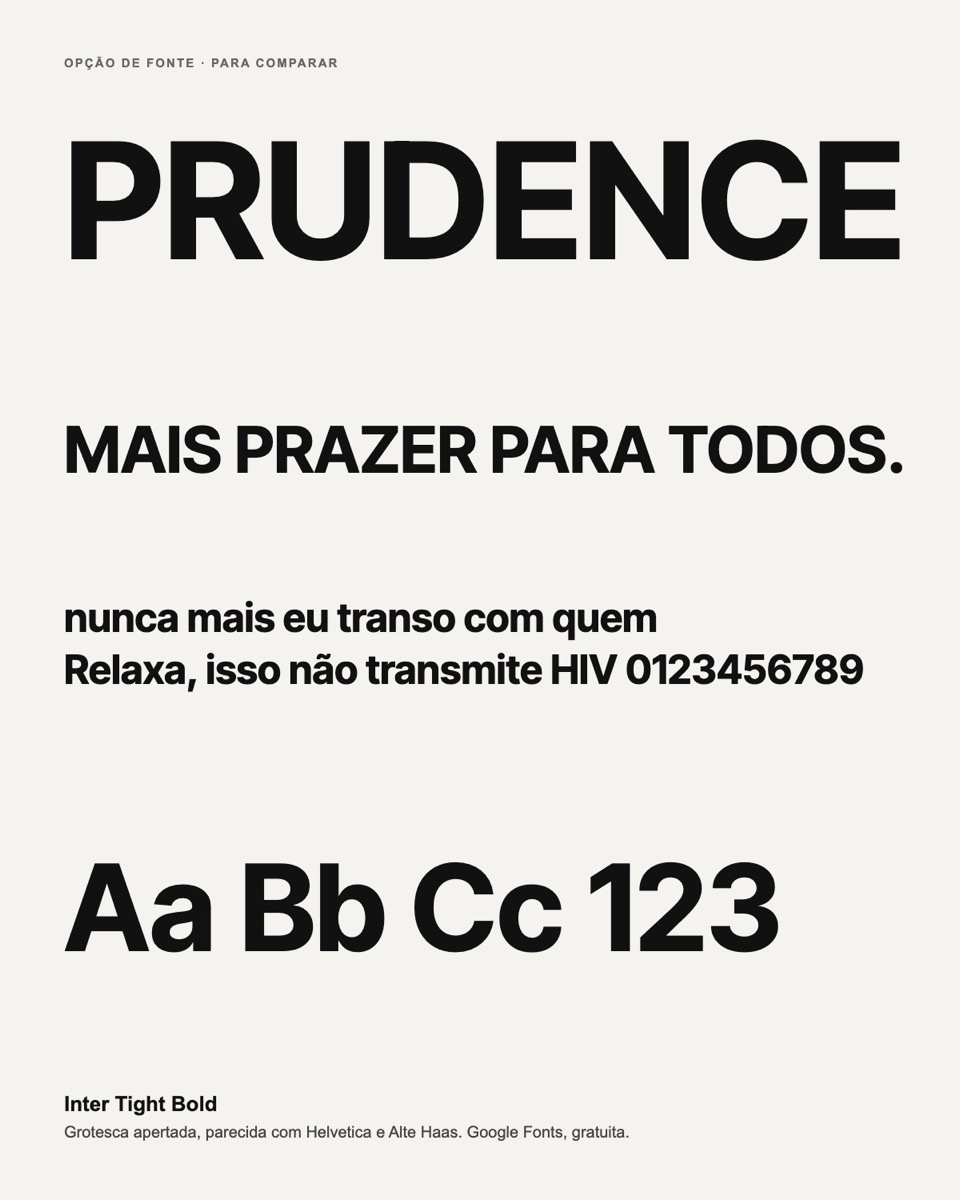 OPÇÃO DE FONTE · PARA COMPARAR
PRUDENCE
MAIS PRAZER PARA TODOS.
nunca mais eu transo com quem
Relaxa, isso não transmite HIV 0123456789
Aa Bb Cc 123
Inter Tight Bold
Grotesca apertada, parecida com Helvetica e Alte Haas. Google Fonts, gratuita.